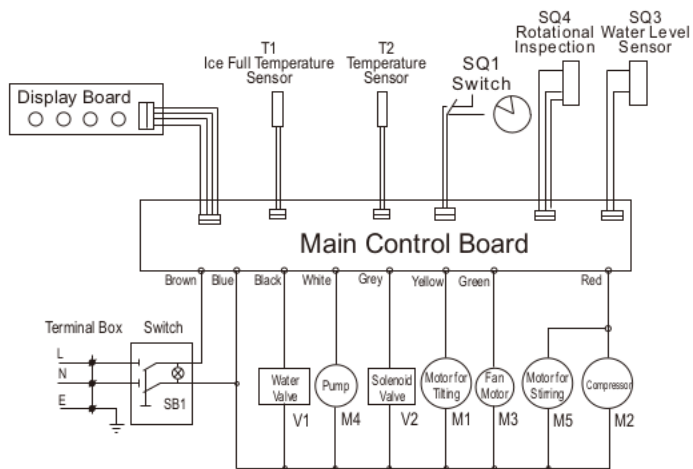 SQ4
Rotational
Inspection
SQ3
Water Level
Sensor
T1
Ice Full Temperature
Sensor
T2
Temperature
Sensor
SQ1
Switch
Display Board
Main Control Board
Brown
Blue
Black
White
Grey
Yellow
Green
Red
Terminal Box
Switch
L
N
E
SB1
Water
Valve
V1
Pump
M4
Solenoid
Valve
V2
Motor for
Tilting
M1
Fan
Motor
M3
Motor for
Stirring
M5
Compressor
M2